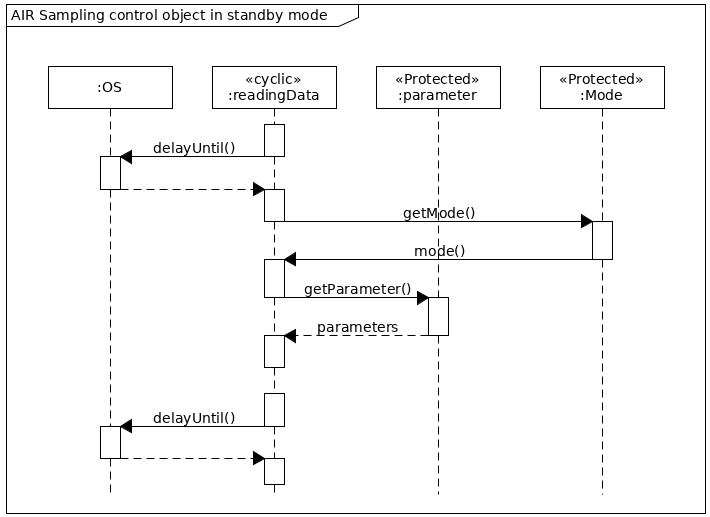 AIR Sampling control object in standby mode
:OS
«cyclic»
:readingData
«Protected»
:parameter
«Protected»
:Mode
delayUntil()
getMode()
mode()
getParameter()
parameters
delayUntil()